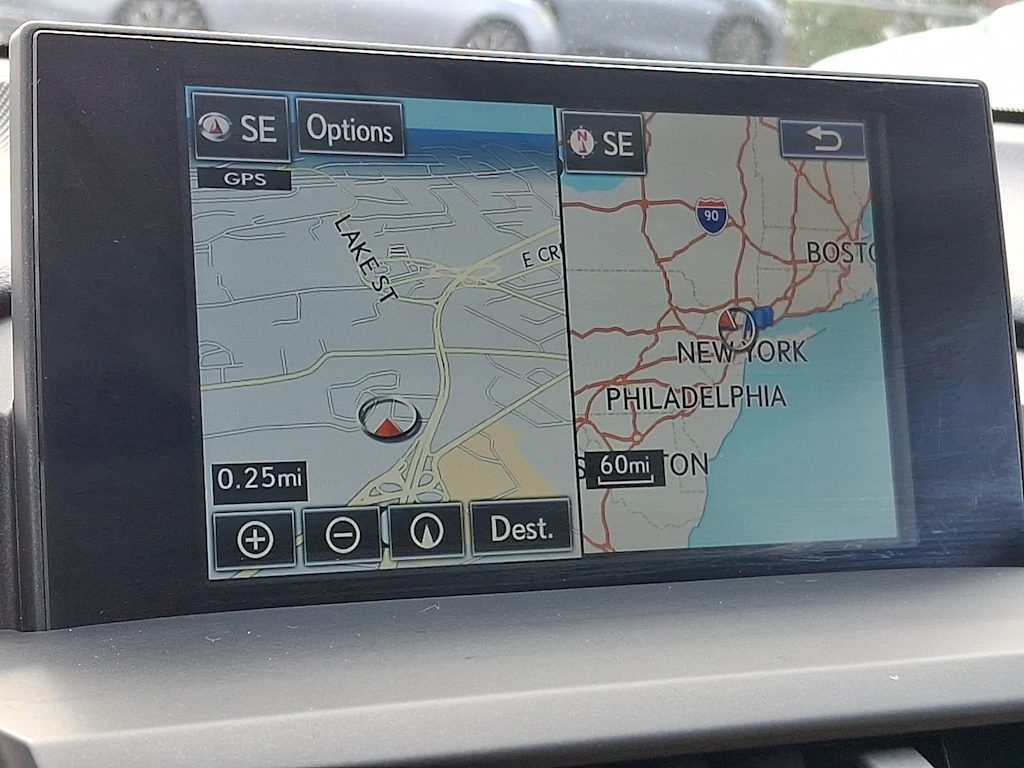 SE
Options
GPS
LAKE ST
E CR
0.25mi
Dest.
N
SE
90
BOSTO
NEW YORK
PHILADELPHIA
60mi
TON